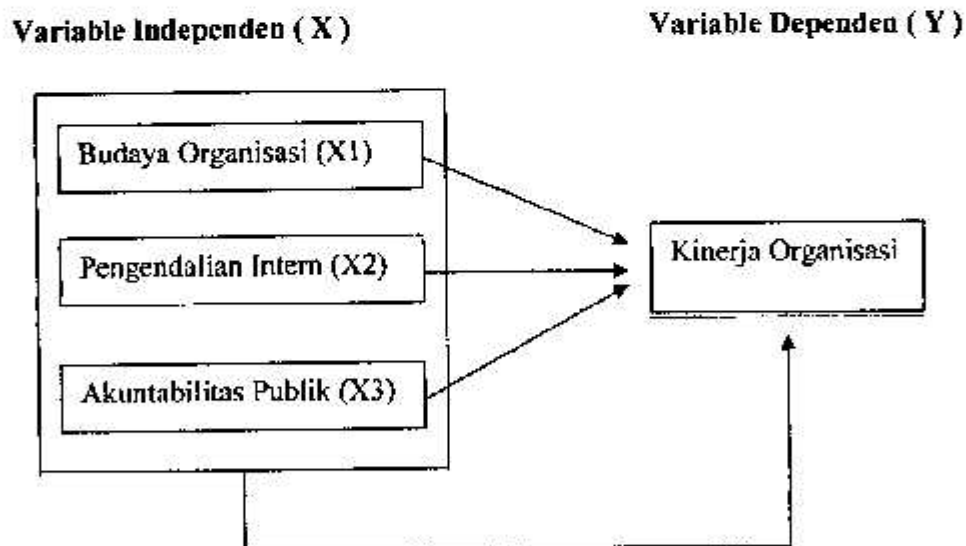 Variable Independen ( X )
Variable Dependen ( Y )
Budaya Organisasi (X1)
Pengendalian Intern (X2)
Kinerja Organisasi
Akuntabilitas Publik (X3)